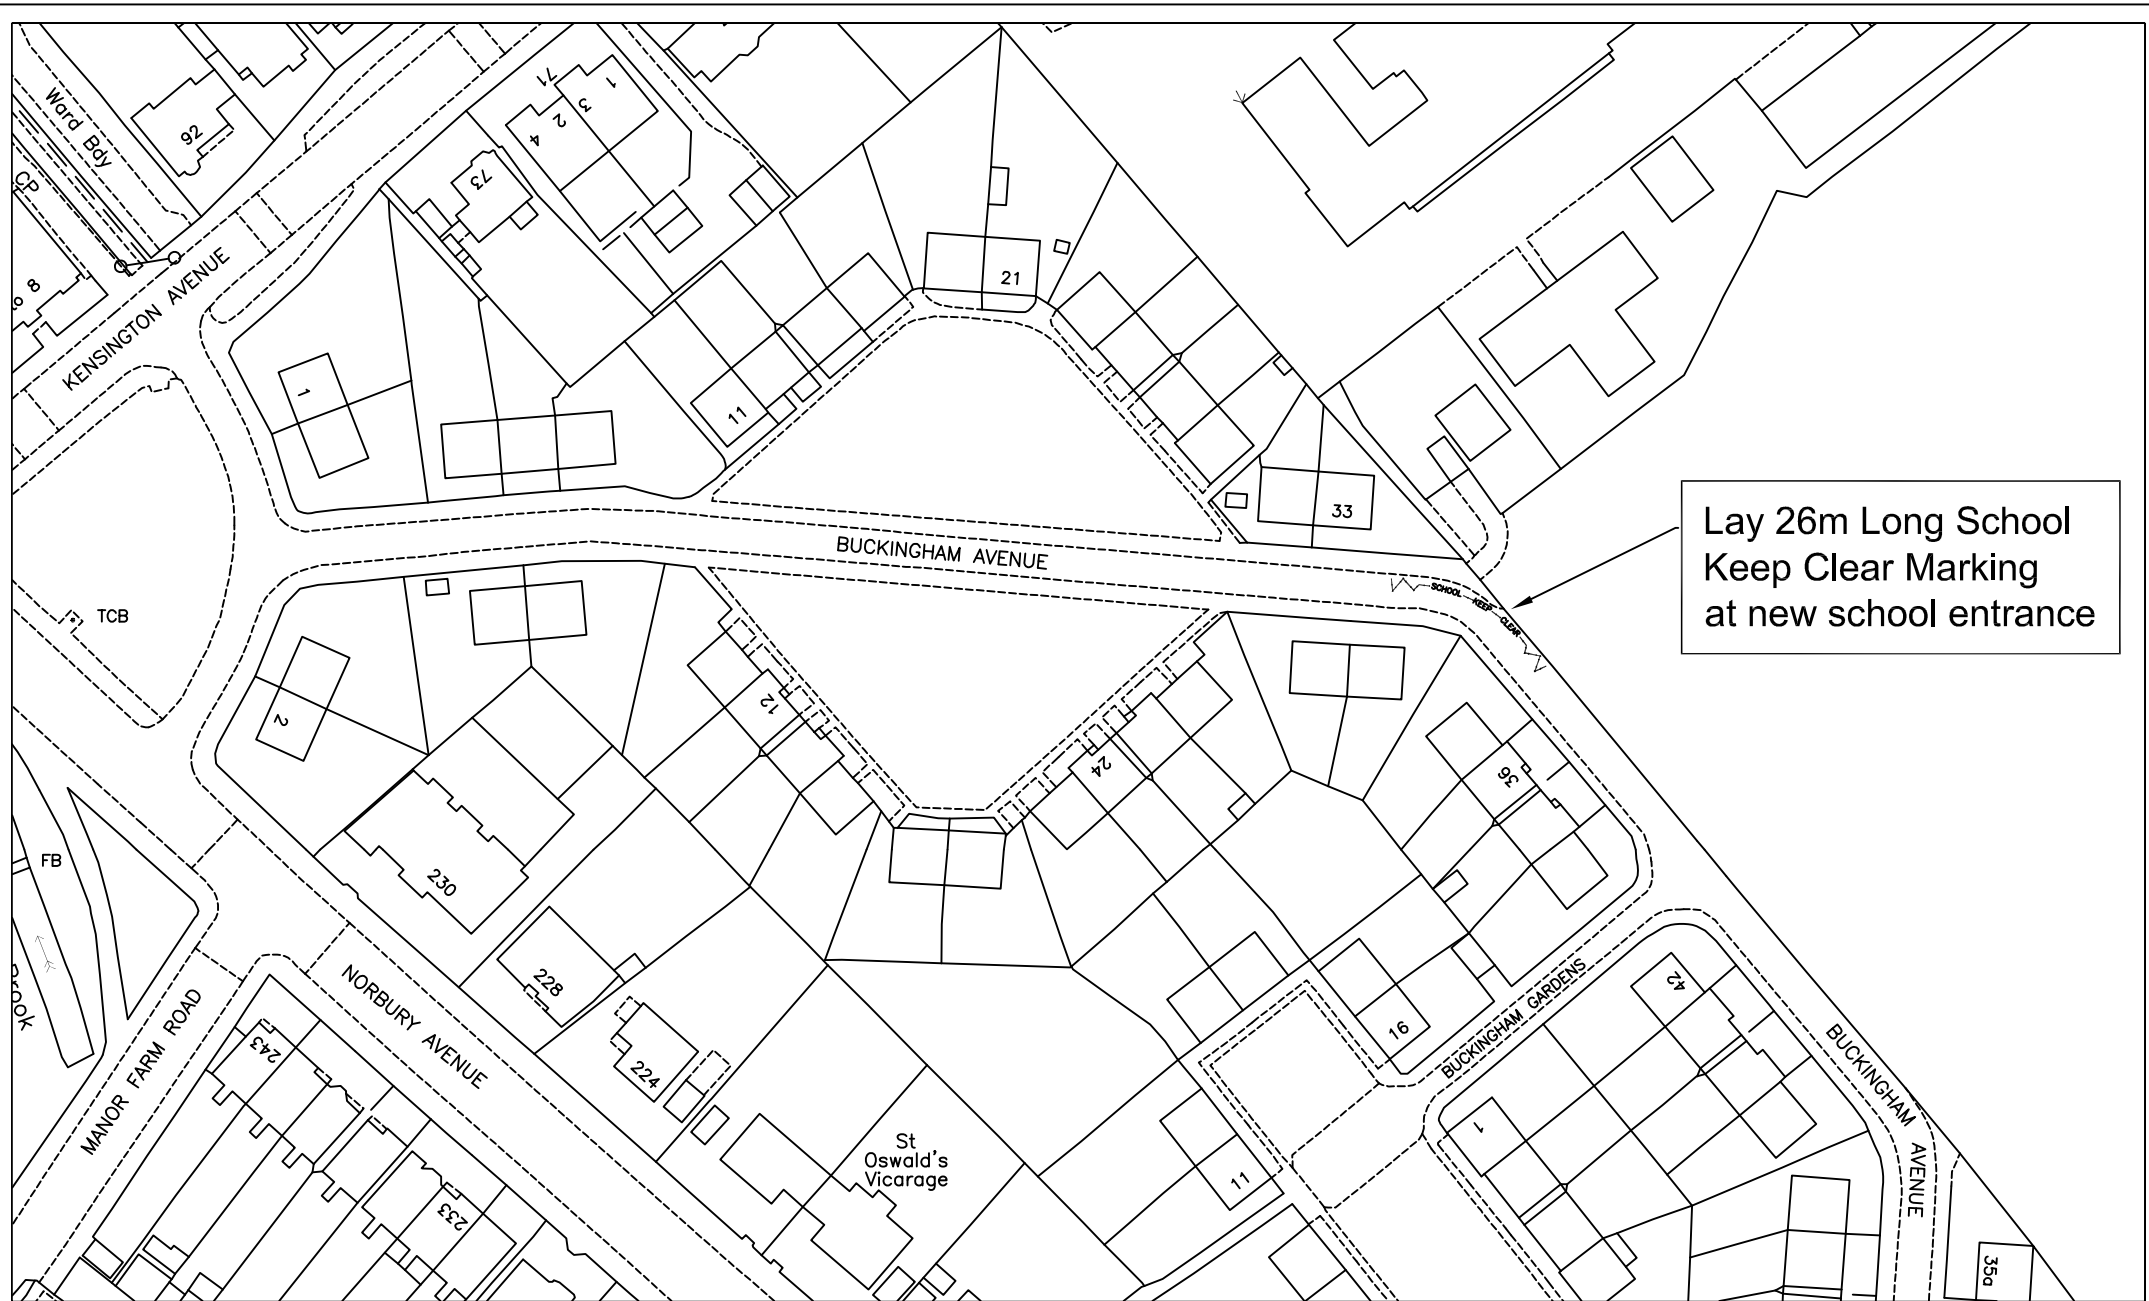 Ward Bdy
92
CP
8
KENSINGTON AVENUE
71
1
3
2
4
73
21
1
11
33
Lay 26m Long School
Keep Clear Marking
at new school entrance
BUCKINGHAM AVENUE
SCHOOL KEEP CLEAR
TCB
2
12
24
36
FB
230
228
224
42
16
BUCKINGHAM GARDENS
Brook
MANOR FARM ROAD
NORBURY AVENUE
243
233
St
Oswald's
Vicarage
11
1
BUCKINGHAM AVENUE
35a